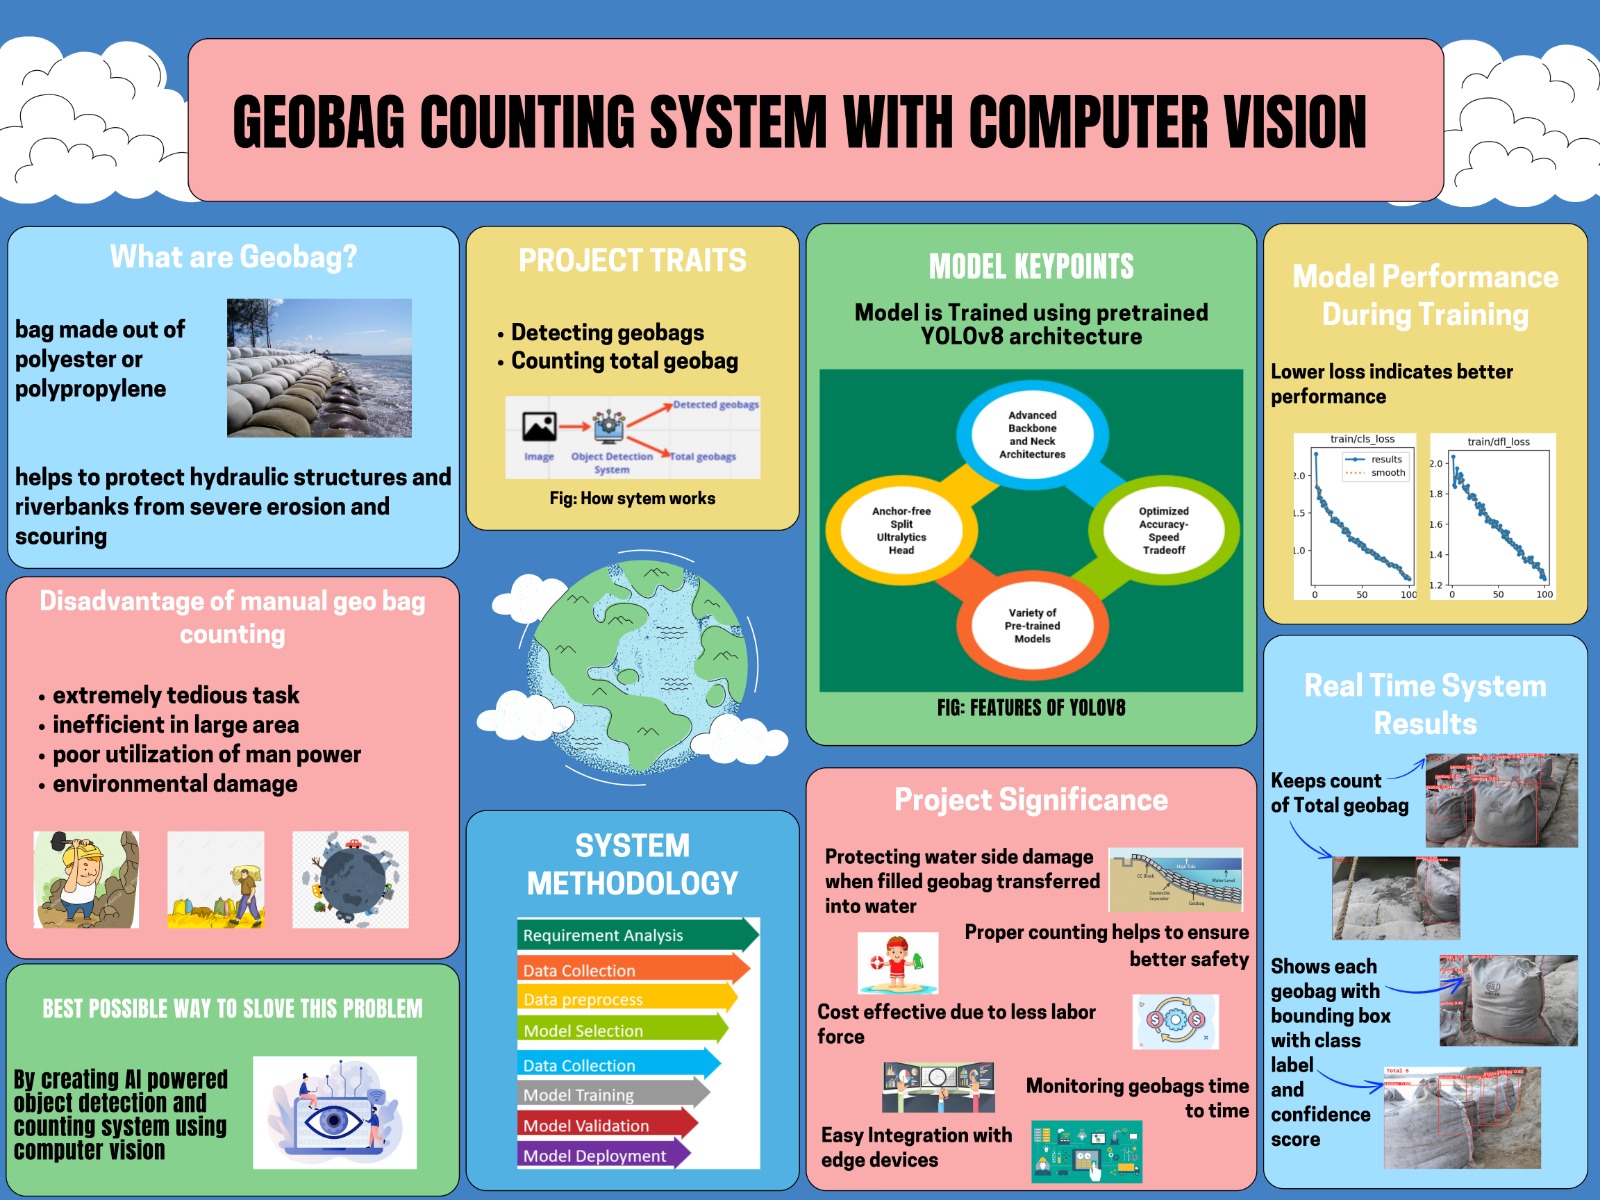 GEOBAG COUNTING SYSTEM WITH COMPUTER VISION
What are Geobag?
bag made out of
polyester or
polypropylene
helps to protect hydraulic structures and
riverbanks from severe erosion and
scouring
Disadvantage of manual geo bag
counting
• extremely tedious task
• inefficient in large area
• poor utilization of man power
• environmental damage
BEST POSSIBLE WAY TO SLOVE THIS PROBLEM
By creating AI powered
object detection and
counting system using
computer vision
PROJECT TRAITS
• Detecting geobags
• Counting total geobag
Detected geobags
Image
Object Detection
System
Total geobags
Fig: How sytem works
SYSTEM
METHODOLOGY
Requirement Analysis
Data Collection
Data preprocess
Model Selection
Data Collection
Model Training
Model Validation
Model Deployment
MODEL KEYPOINTS
Model is Trained using pretrained
YOLOv8 architecture
Advanced
Backbone
and Neck
Architectures
Anchor-free
Split
Ultralytics
Head
Optimized
Accuracy-
Speed
Tradeoff
Variety of
Pre-trained
Models
FIG: FEATURES OF YOLOV8
Project Significance
Protecting water side damage
when filled geobag transferred
into water
High Tide
CC Block
Water Level
Geotextile
Geobag
Proper counting helps to ensure
better safety
Cost effective due to less labor
force
Monitoring geobags time
to time
Easy Integration with
edge devices
Model Performance
During Training
Lower loss indicates better
performance
train/cls_loss
results
smooth
2.0
1.5
1.0
0 50 100
train/dfl_loss
2.0
1.8
1.6
1.4
1.2
0 50 100
Real Time System
Results
Keeps count
of Total geobag
Shows each
geobag with
bounding box
with class
label
and
confidence
score